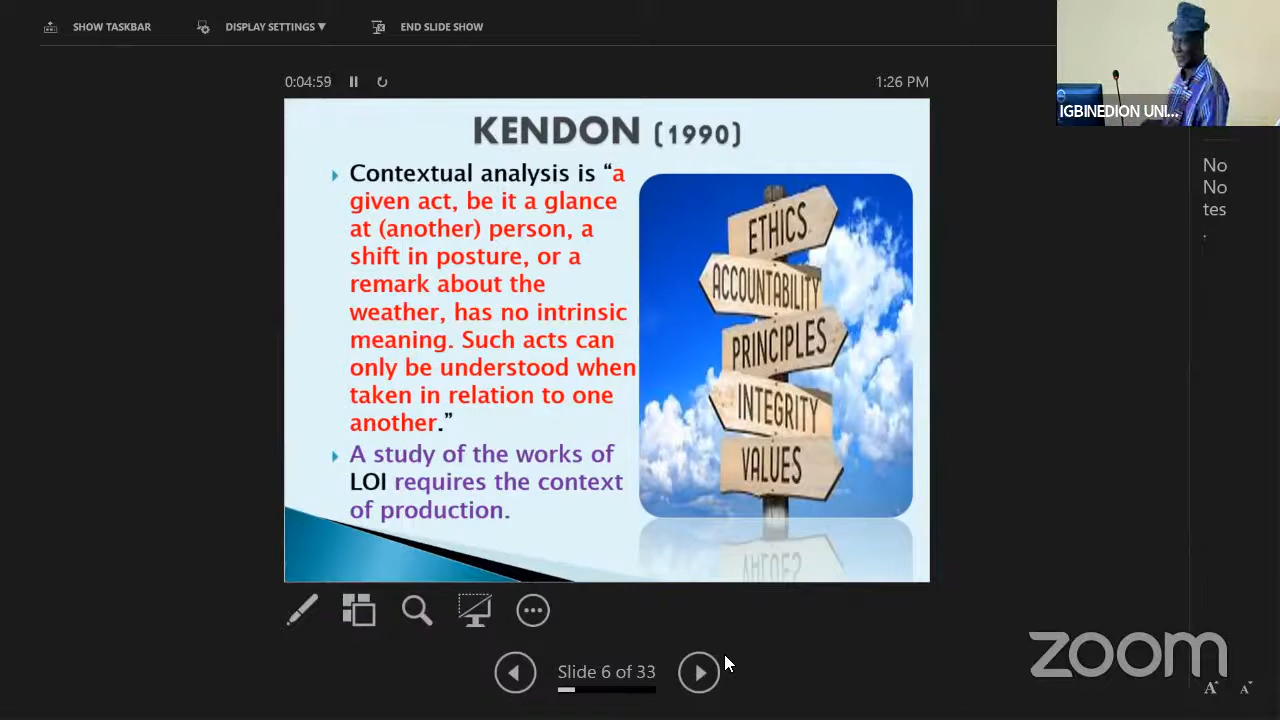 SHOW TASKBAR
DISPLAY SETTINGS ▼
END SLIDE SHOW
IGBINEDION UNI...
0:04:59
1:26 PM
KENDON (1990)
Contextual analysis is “a
given act, be it a glance
at (another) person, a
shift in posture, or a
remark about the
weather, has no intrinsic
meaning. Such acts can
only be understood when
taken in relation to one
another.”
A study of the works of
LOI requires the context
of production.
ETHICS
ACCOUNTABILITY
PRINCIPLES
INTEGRITY
VALUES
No
No
tes
.
Slide 6 of 33
zoom
A A